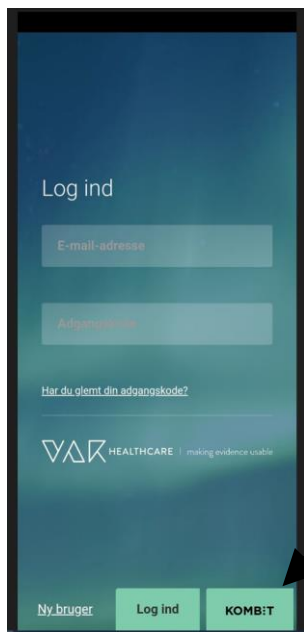 Log ind
E-mail-adresse
Adgangskode
Har du glemt din adgangskode?
VAR HEALTHCARE | making evidence usable
Ny bruger
Log ind
KOMBIT